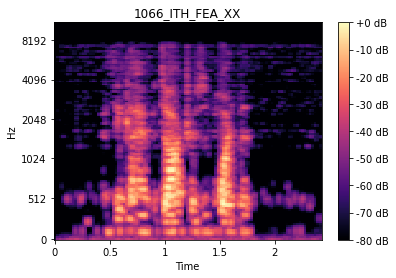 1066_ITH_FEA_XX
+0 dB
8192
-10 dB
4096
-20 dB
-30 dB
2048
Hz
-40 dB
1024
-50 dB
512
-60 dB
-70 dB
0
-80 dB
0 0.5 1 1.5 2
Time